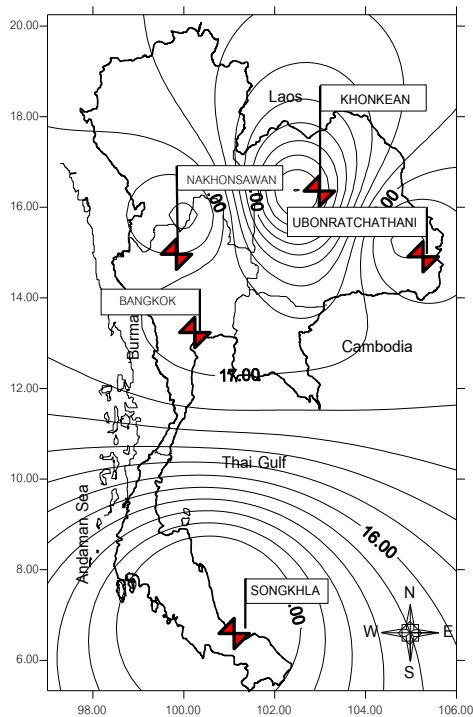 20.00
18.00
16.00
14.00
12.00
10.00
8.00
6.00
98.00
100.00
102.00
104.00
106.00
Laos
KHONKEAN
NAKHONSAWAN
UBONRATCHATHANI
BANGKOK
Burma
Cambodia
17.00
Thai Gulf
Andaman Sea
16.00
SONGKHLA
N
W
E
S